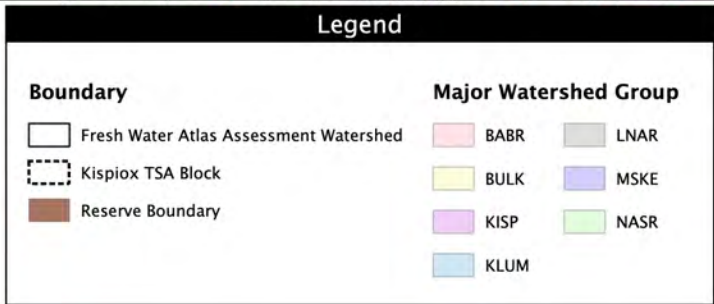 Legend
Boundary
Fresh Water Atlas Assessment Watershed
Kispiox TSA Block
Reserve Boundary
Major Watershed Group
BABR
LNAR
BULK
MSKE
KISP
NASR
KLUM